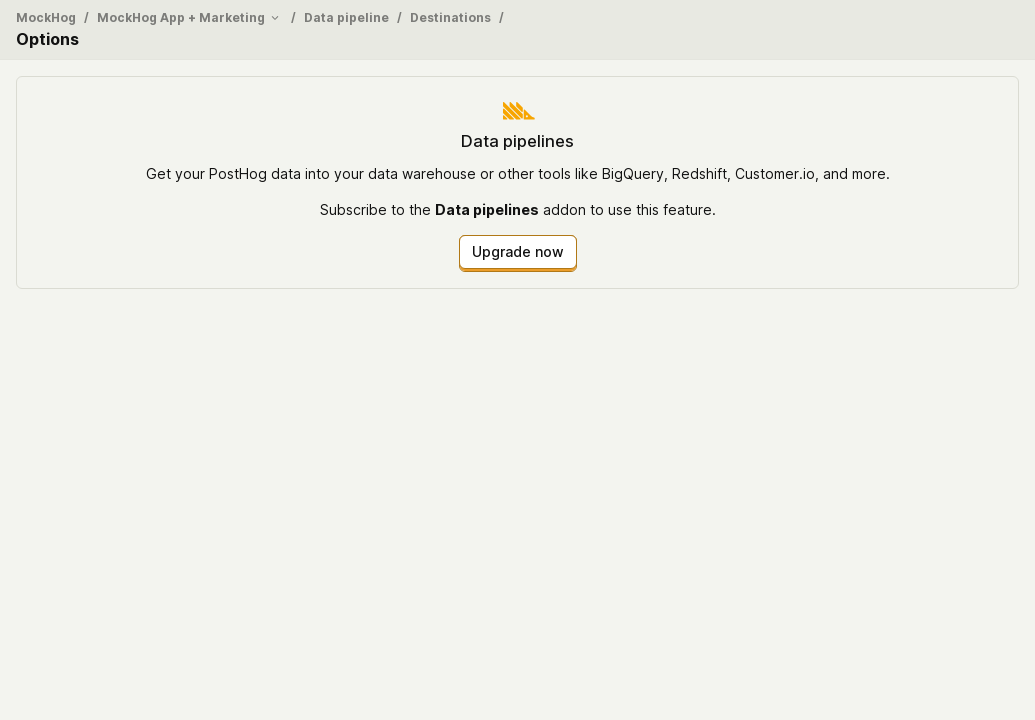 MockHog / MockHog App + Marketing / Data pipeline / Destinations /
Options
Data pipelines
Get your PostHog data into your data warehouse or other tools like BigQuery, Redshift, Customer.io, and more.
Subscribe to the Data pipelines addon to use this feature.
Upgrade now